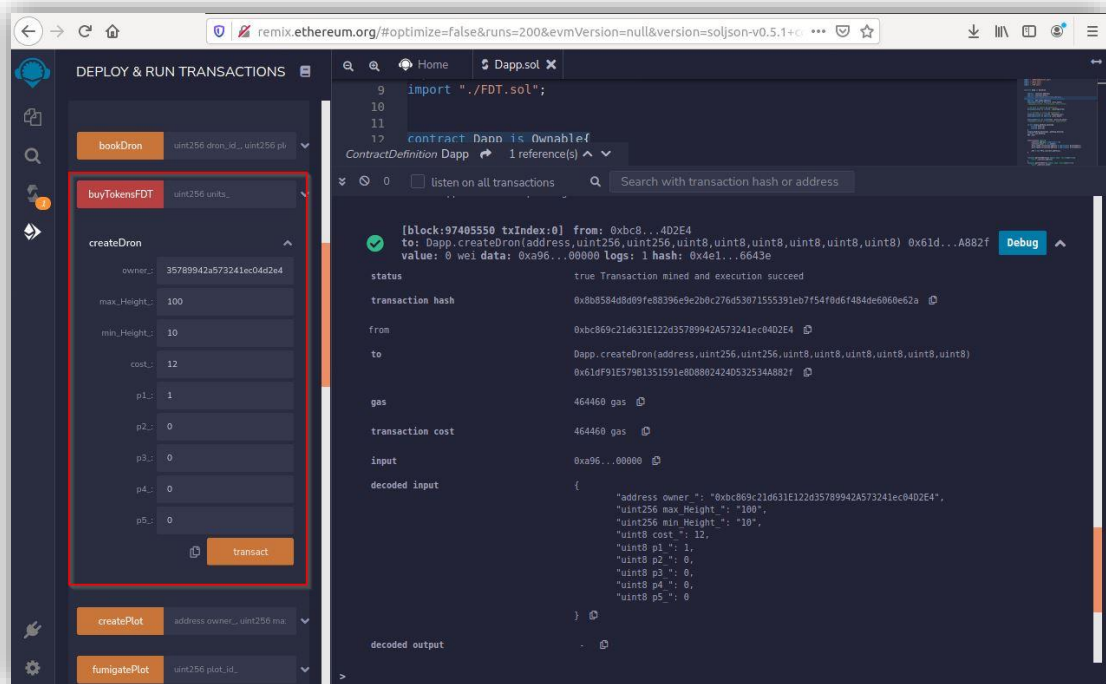 remix.ethereum.org/#optimize=false&runs=200&evmVersion=null&version=soljson-v0.5.1+c
DEPLOY & RUN TRANSACTIONS
bookDron uint256 dron_id_, uint256 pl
buyTokensFDT uint256 units_
createDron
owner_: 35789942a573241ec04d2e4
max_Height_: 100
min_Height_: 10
cost_: 12
p1_: 1
p2_: 0
p3_: 0
p4_: 0
p5_: 0
transact
createPlot address owner_, uint256 ma
fumigatePlot uint256 plot_id_
Home Dapp.sol
9 import "./FDT.sol";
10
11
12 contract Dapp is Ownable{
ContractDefinition Dapp 1 reference(s)
0 listen on all transactions Search with transaction hash or address
[block:97405550 txIndex:0] from: 0xbc8...4D2E4
to: Dapp.createDron(address,uint256,uint256,uint8,uint8,uint8,uint8,uint8,uint8) 0x61d...A882f
value: 0 wei data: 0xa96...00000 logs: 1 hash: 0x4e1...6643e
Debug
status true Transaction mined and execution succeed
transaction hash 0x8b8584d8d09fe88396e9e2b0c276d53071555391eb7f54f0d6f484de6060e62a
from 0xbc869c21d631E122d35789942A573241ec04D2E4
to Dapp.createDron(address,uint256,uint256,uint8,uint8,uint8,uint8,uint8,uint8)
0x61dF91E579B1351591e8D8802424D532534A882f
gas 464460 gas
transaction cost 464460 gas
input 0xa96...00000
decoded input {
"address owner_": "0xbc869c21d631E122d35789942A573241ec04D2E4",
"uint256 max_Height_": "100",
"uint256 min_Height_": "10",
"uint8 cost_": 12,
"uint8 p1_": 1,
"uint8 p2_": 0,
"uint8 p3_": 0,
"uint8 p4_": 0,
"uint8 p5_": 0
}
decoded output -
>